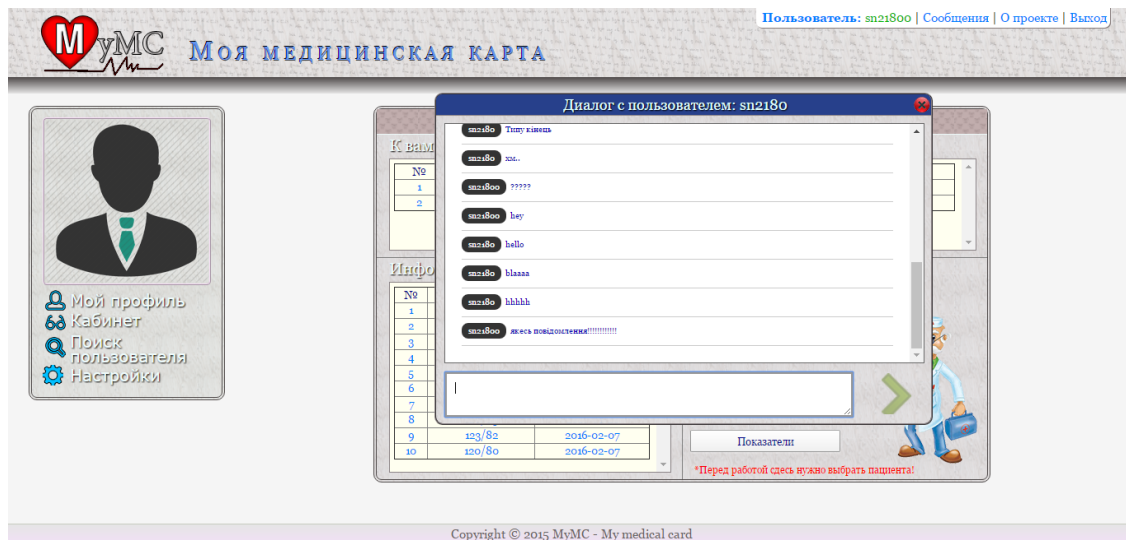 Пользователь: sn21800 | Сообщения | О проекте | Выход
MyMC
Моя медицинская карта
Диалог с пользователем: sn2180
sn2180 Типу кінець
sn2180 хм..
sn21800 ?????
sn21800 hey
sn2180 hello
sn2180 blaaaa
sn2180 hhhhh
sn21800 якесь повідомлення!!!!!!!!!!!!
К вам
№
1
2
Инфо
№
1
2
3
4
5
6
7
8
9 123/82 2016-02-07
10 120/80 2016-02-07
Мой профиль
Кабинет
Поиск
пользователя
Настройки
Показатели
*Перед работой сдесь нужно выбрать пациента!
Copyright © 2015 MyMC - My medical card